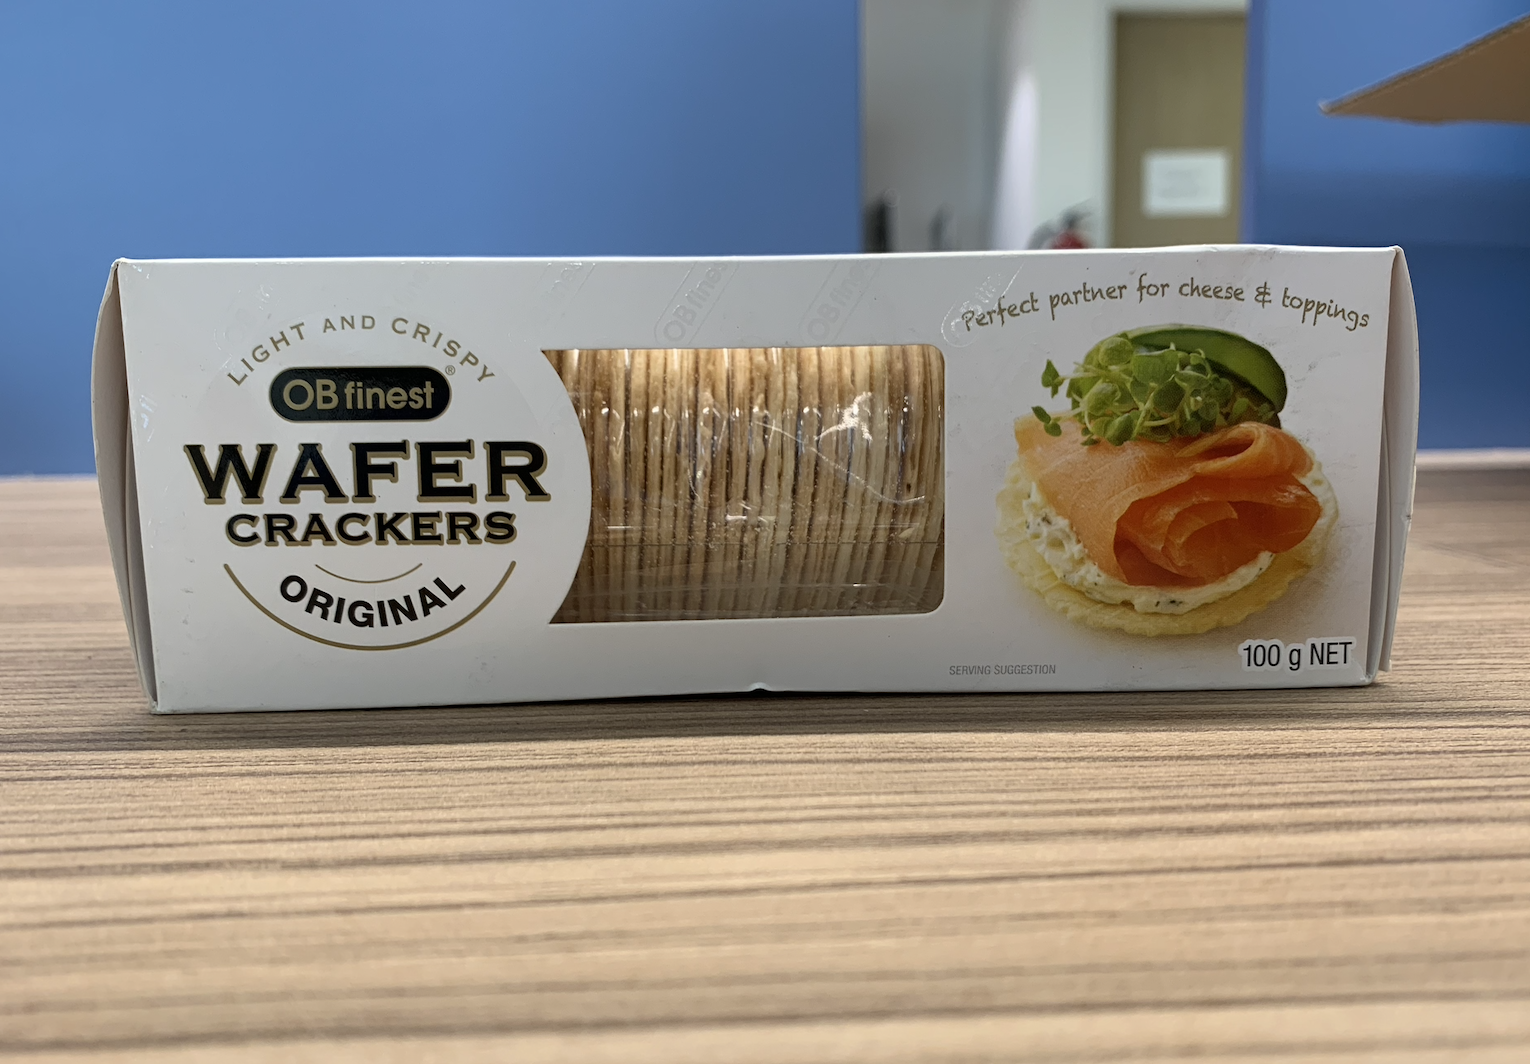 LIGHT AND CRISPY
OB finest®
WAFER
CRACKERS
ORIGINAL
Perfect partner for cheese & toppings
SERVING SUGGESTION
100 g NET